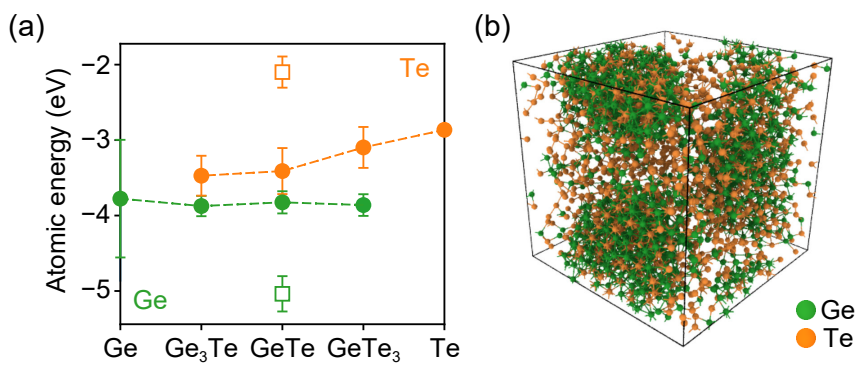 (a)
Atomic energy (eV)
−2
−3
−4
−5
Te
Ge
Ge
Ge₃Te
GeTe
GeTe₃
Te
(b)
Ge
Te